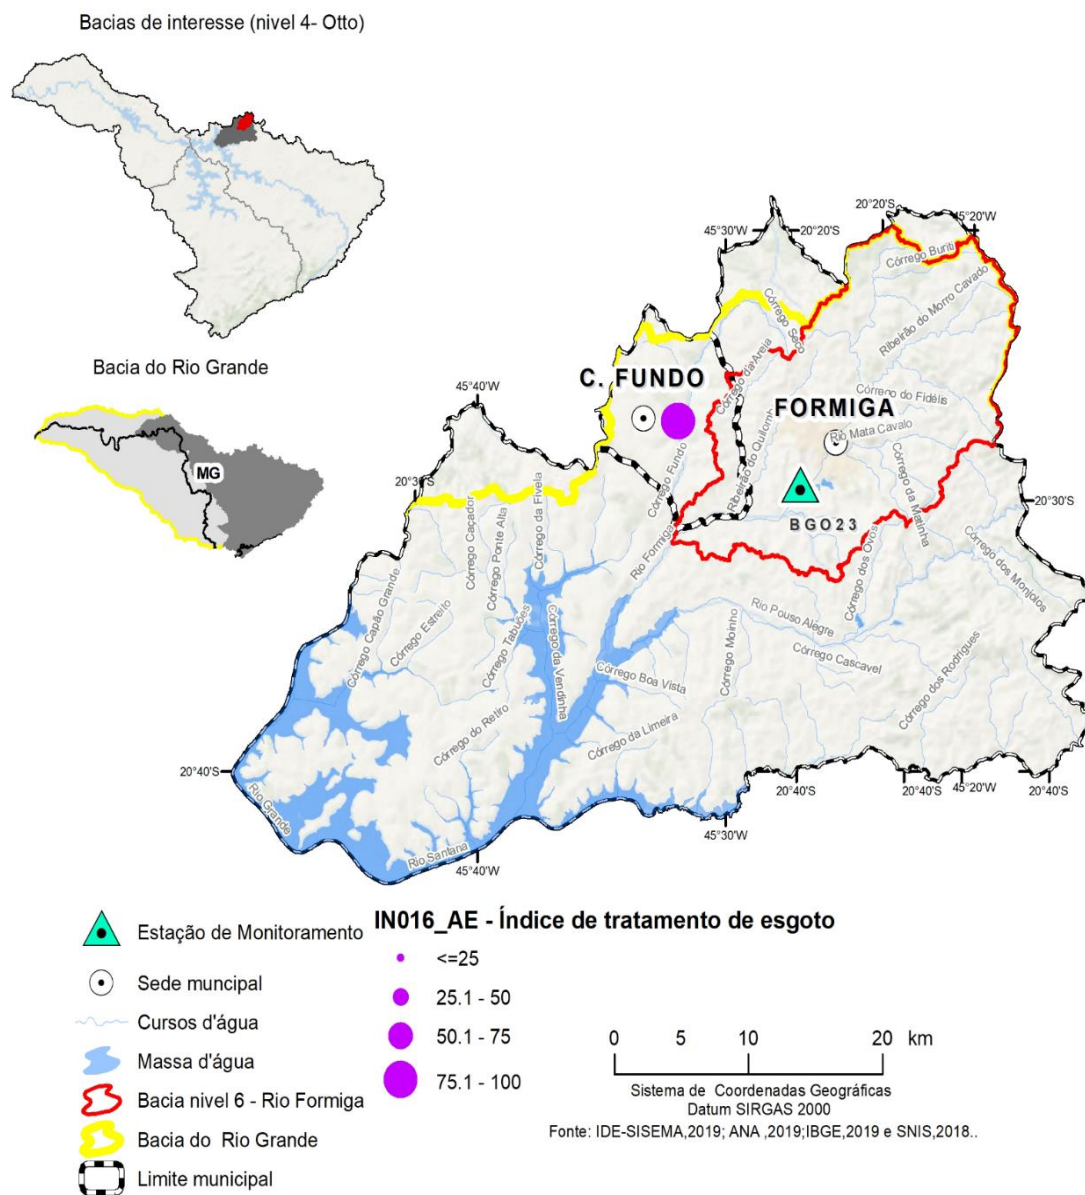 Bacias de interesse (nivel 4- Otto)
Bacia do Rio Grande
MG
20°20'S
45°20'W
45°30'W
20°20'S
Córrego Buriti
Ribeirão do Morro Cavado
Córrego Seco
Córrego da Areia
C. FUNDO
45°40'W
Córrego do Fidélis
FORMIGA
Rio Mata Cavalo
Ribeirão do Quilombo
Córrego Fundo
Córrego da Matinha
20°30'S
20°30'S
BG023
Córrego da Fivela
Córrego Caçador
Córrego Ponte Alta
Rio Formiga
Córrego dos Ovos
Córrego dos Monjolos
Córrego Capão Grande
Córrego Estreito
Córrego Tabuões
Córrego da Vendinha
Rio Pouso Alegre
Córrego Moinho
Córrego Cascavel
Córrego dos Rodrigues
Córrego Boa Vista
Córrego do Retiro
Córrego da Limeira
20°40'S
20°40'S
20°40'S
45°20'W
20°40'S
Rio Grande
Rio Santana
45°30'W
45°40'W
Estação de Monitoramento
Sede muncipal
Cursos d'água
Massa d'água
Bacia nivel 6 - Rio Formiga
Bacia do Rio Grande
Limite municipal
IN016_AE - Índice de tratamento de esgoto
<=25
25.1 - 50
50.1 - 75
75.1 - 100
0 5 10 20 km
Sistema de Coordenadas Geográficas
Datum SIRGAS 2000
Fonte: IDE-SISEMA,2019; ANA ,2019;IBGE,2019 e SNIS,2018..